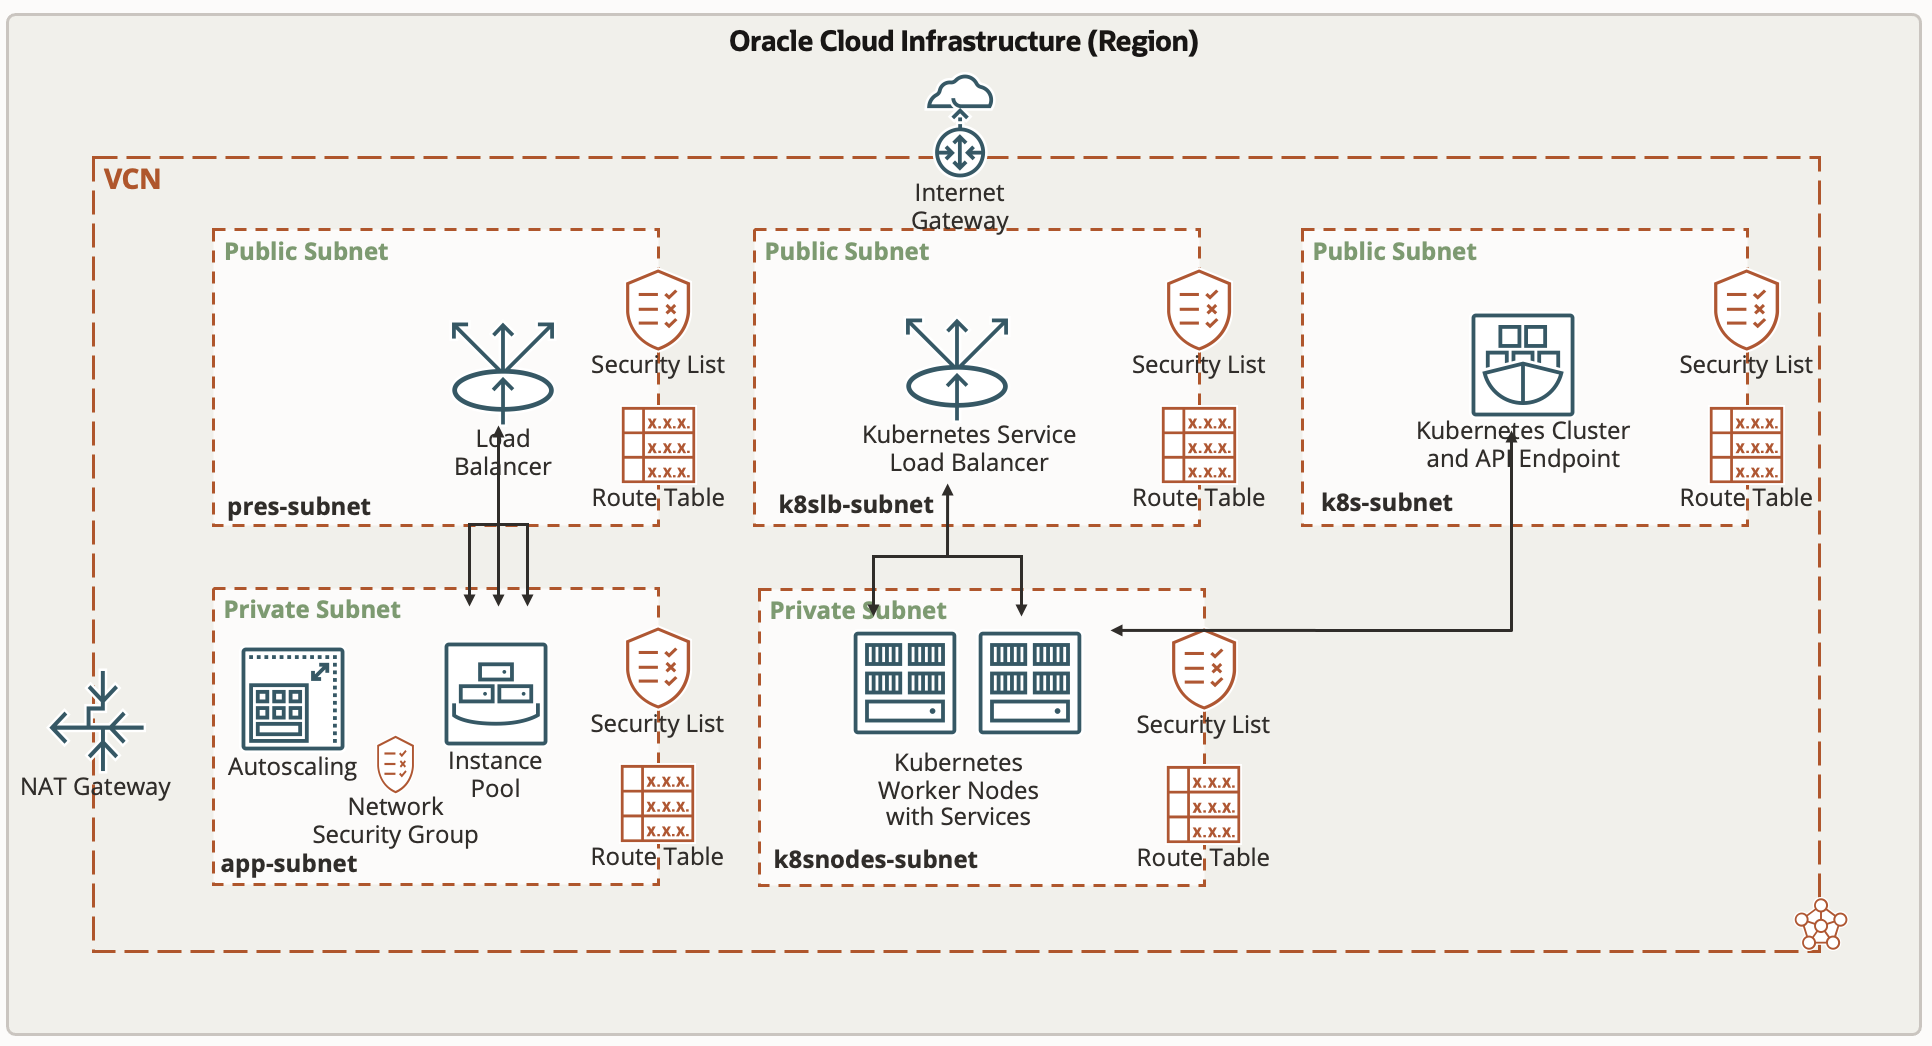 Oracle Cloud Infrastructure (Region)
Internet
Gateway
VCN
Public Subnet
Security List
Load
Balancer
Route Table
x.x.x.
x.x.x.
x.x.x.
pres-subnet
Public Subnet
Security List
Kubernetes Service
Load Balancer
Route Table
x.x.x.
x.x.x.
x.x.x.
k8slb-subnet
Public Subnet
Security List
Kubernetes Cluster
and API Endpoint
Route Table
x.x.x.
x.x.x.
x.x.x.
k8s-subnet
NAT Gateway
Private Subnet
Security List
Autoscaling
Instance
Pool
Network
Security Group
x.x.x.
x.x.x.
x.x.x.
Route Table
app-subnet
Private Subnet
Security List
Kubernetes
Worker Nodes
with Services
x.x.x.
x.x.x.
x.x.x.
Route Table
k8snodes-subnet